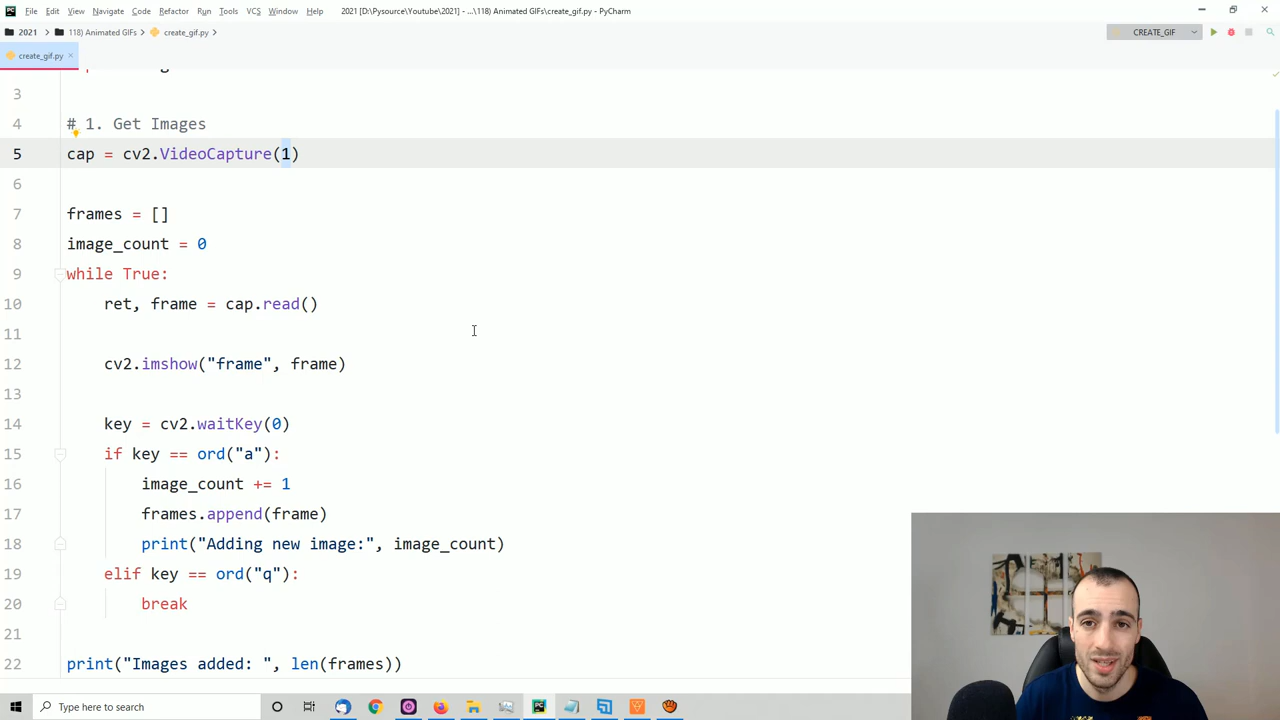 File Edit View Navigate Code Refactor Run Tools VCS Window Help 2021 [D:\Pysource\Youtube\2021] - ...\118) Animated GIFs\create_gif.py - PyCharm
2021 118) Animated GIFs create_gif.py CREATE_GIF
create_gif.py
3
4 # 1. Get Images
5 cap = cv2.VideoCapture(1)
6
7 frames = []
8 image_count = 0
9 while True:
10 ret, frame = cap.read()
11
12 cv2.imshow("frame", frame)
13
14 key = cv2.waitKey(0)
15 if key == ord("a"):
16 image_count += 1
17 frames.append(frame)
18 print("Adding new image:", image_count)
19 elif key == ord("q"):
20 break
21
22 print("Images added: ", len(frames))
Type here to search